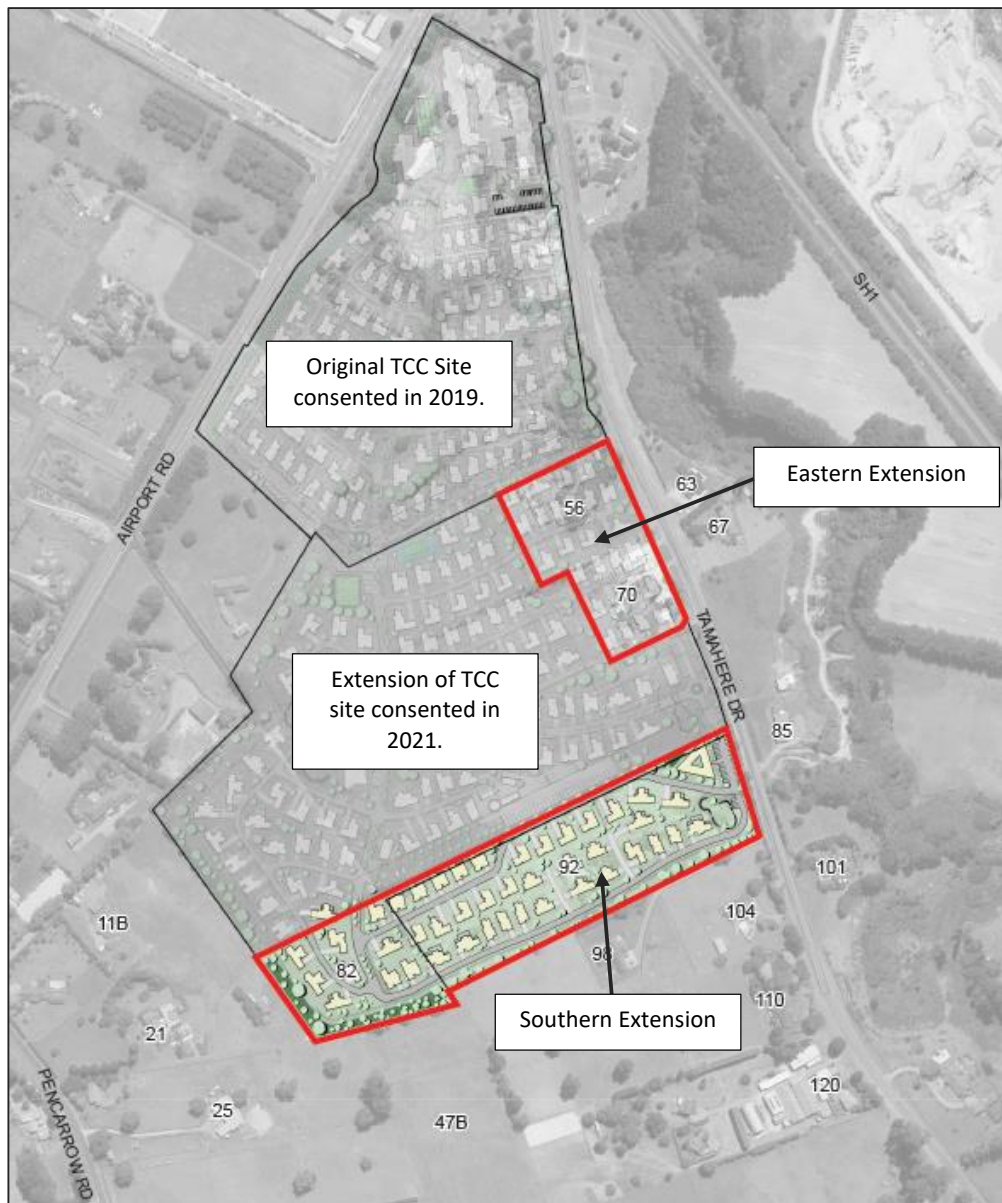 SH1
Original TCC Site
consented in 2019.
AIRPORT RD
Eastern Extension
63
56
67
70
TAMAHERE DR
Extension of TCC
site consented in
2021.
85
92
101
11B
104
98
82
110
Southern Extension
21
120
25
47B
PENCARROW RD